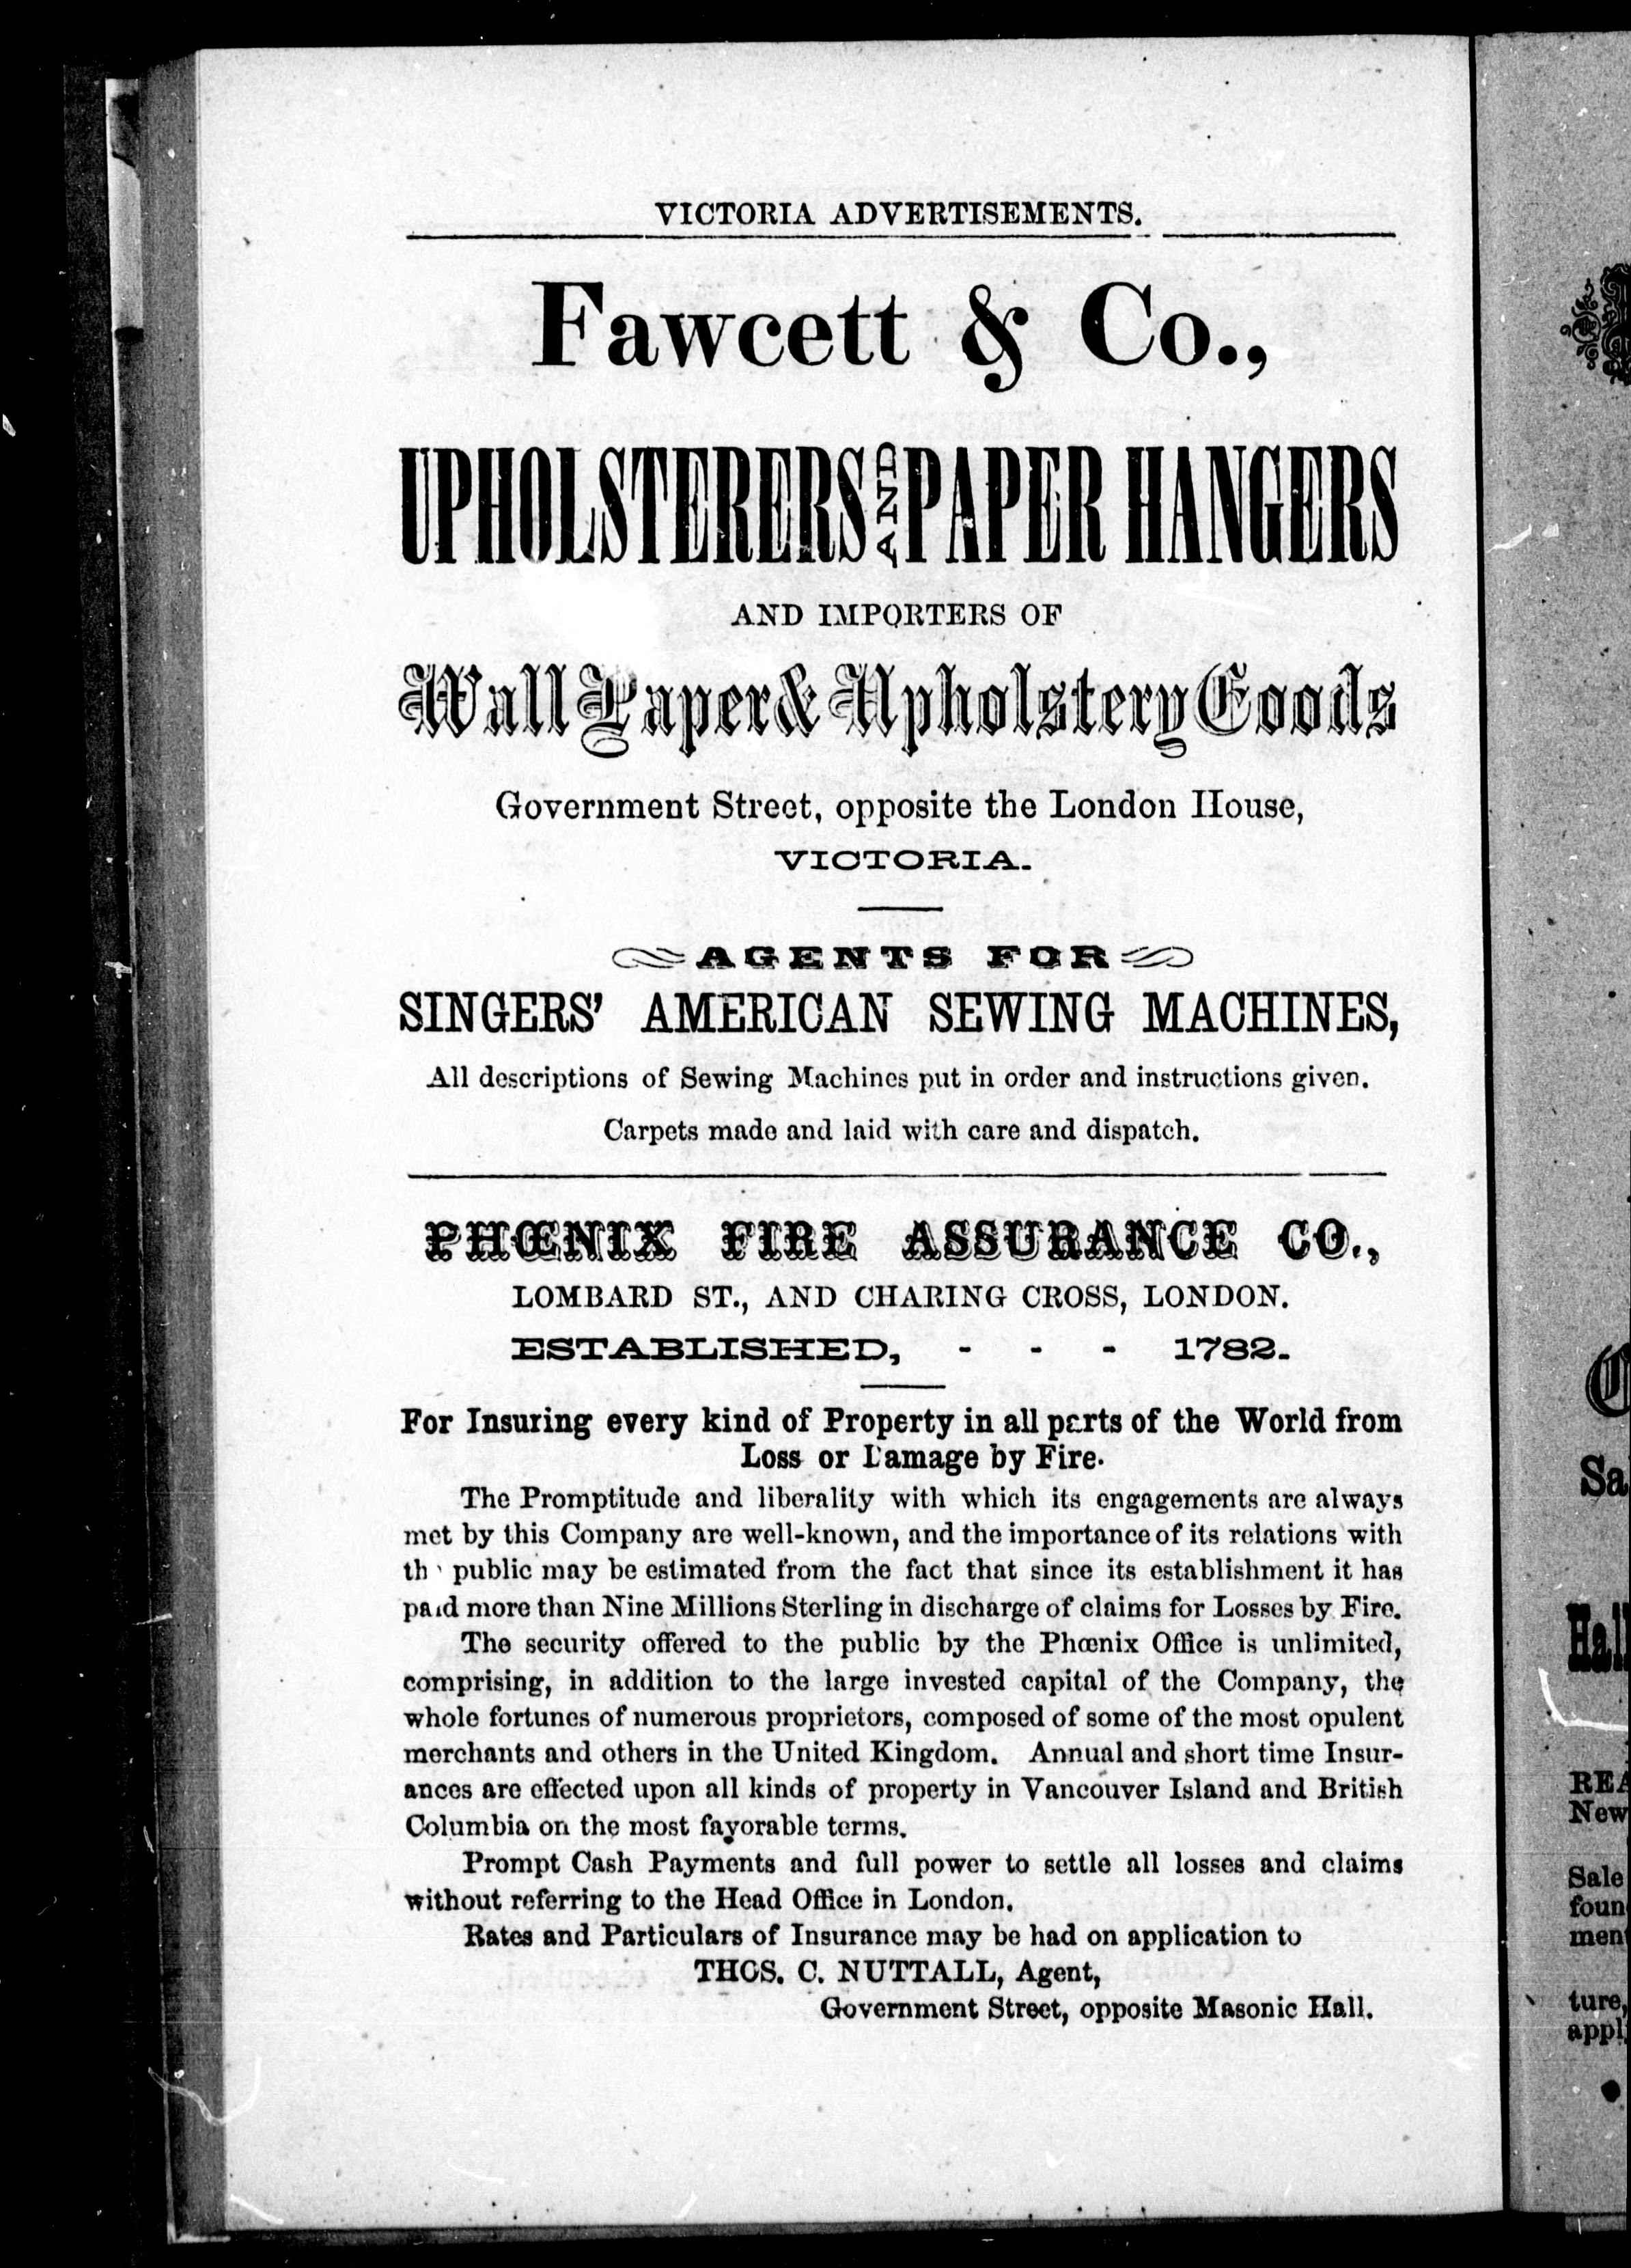 VICTORIA ADVERTISEMENTS.
Fawcett & Co.,
UPHOLSTERERS AND PAPER HANGERS
AND IMPORTERS OF
Wall Paper & Upholstery Goods
Government Street, opposite the London House,
VICTORIA.
AGENTS FOR
SINGERS' AMERICAN SEWING MACHINES,
All descriptions of Sewing Machines put in order and instructions given.
Carpets made and laid with care and dispatch.
PHŒNIX FIRE ASSURANCE CO.,
LOMBARD ST., AND CHARING CROSS, LONDON.
ESTABLISHED, - - - 1782.
For Insuring every kind of Property in all parts of the World from
Loss or Damage by Fire.
The Promptitude and liberality with which its engagements are always
met by this Company are well-known, and the importance of its relations with
th public may be estimated from the fact that since its establishment it has
paid more than Nine Millions Sterling in discharge of claims for Losses by Fire.
The security offered to the public by the Phœnix Office is unlimited,
comprising, in addition to the large invested capital of the Company, the
whole fortunes of numerous proprietors, composed of some of the most opulent
merchants and others in the United Kingdom. Annual and short time Insur-
ances are effected upon all kinds of property in Vancouver Island and British
Columbia on the most favorable terms.
Prompt Cash Payments and full power to settle all losses and claims
without referring to the Head Office in London.
Rates and Particulars of Insurance may be had on application to
THOS. C. NUTTALL, Agent,
Government Street, opposite Masonic Hall.
Sa
Hall
REA
New
Sale
foun
ment
ture,
appl